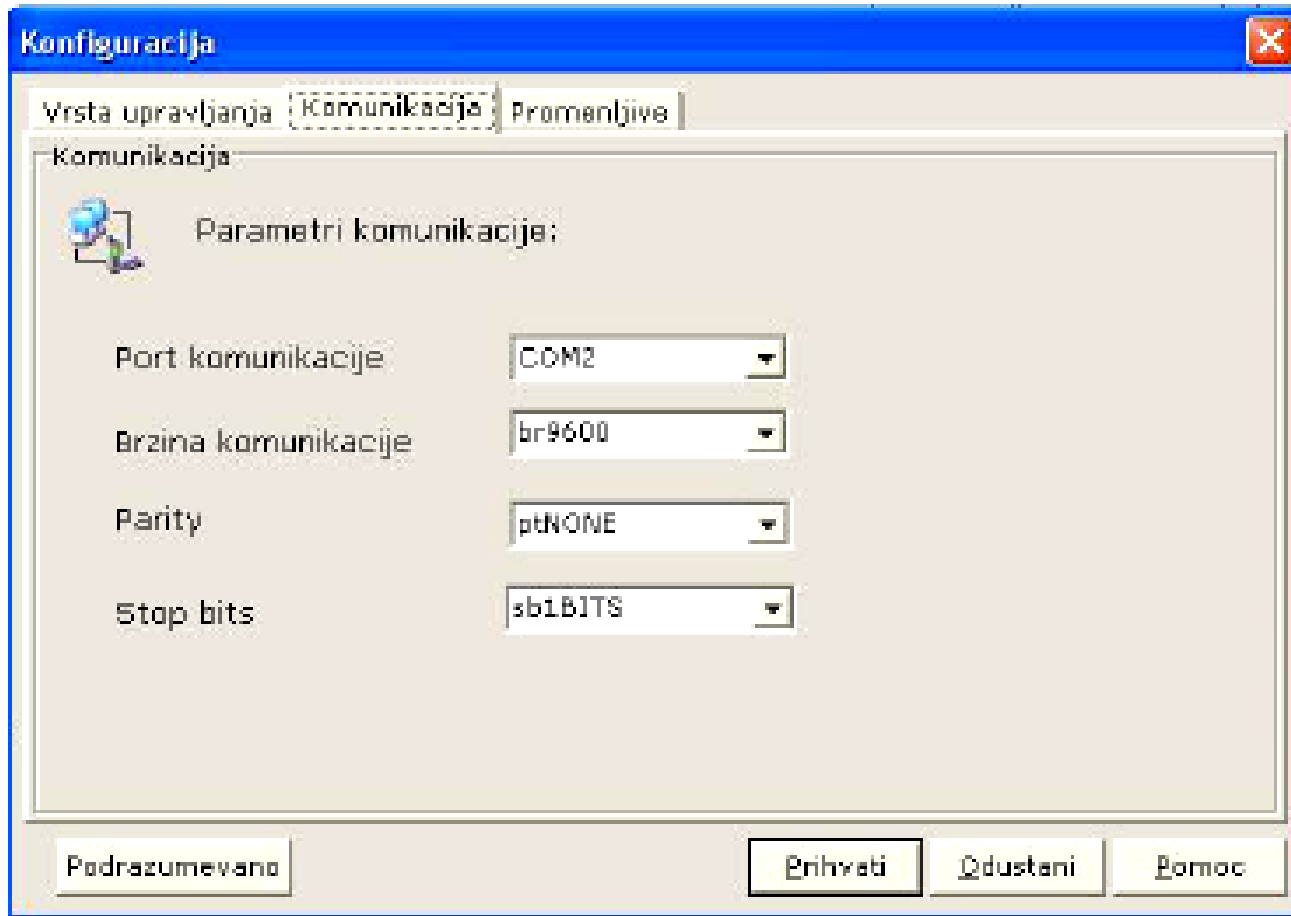 Konfiguracija
Vrsta upravljanja Komunikacija Promenljive
Komunikacija
Parametri komunikacije:
Port komunikacije COM2
Brzina komunikacije br9600
Parity ptNONE
Stop bits sb1BITS
Podrazumevano Prihvati Odustani Pomoc